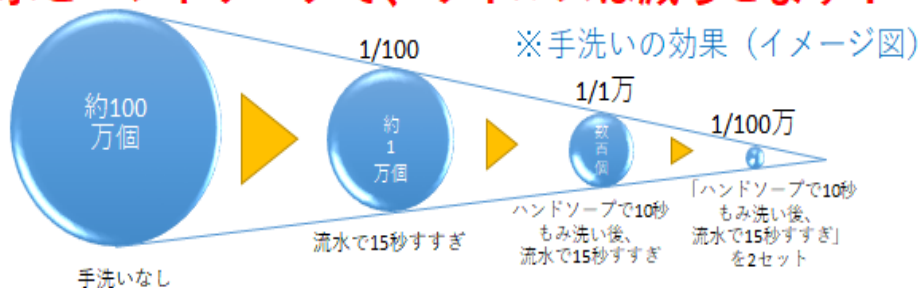 ※手洗いの効果（イメージ図）
約100
万個
手洗いなし
1/100
約
1
万個
流水で15秒すすぎ
1/1万
数
百
個
ハンドソープで10秒
もみ洗い後、
流水で15秒すすぎ
1/100万
「ハンドソープで10秒
もみ洗い後、
流水で15秒すすぎ」
を2セット